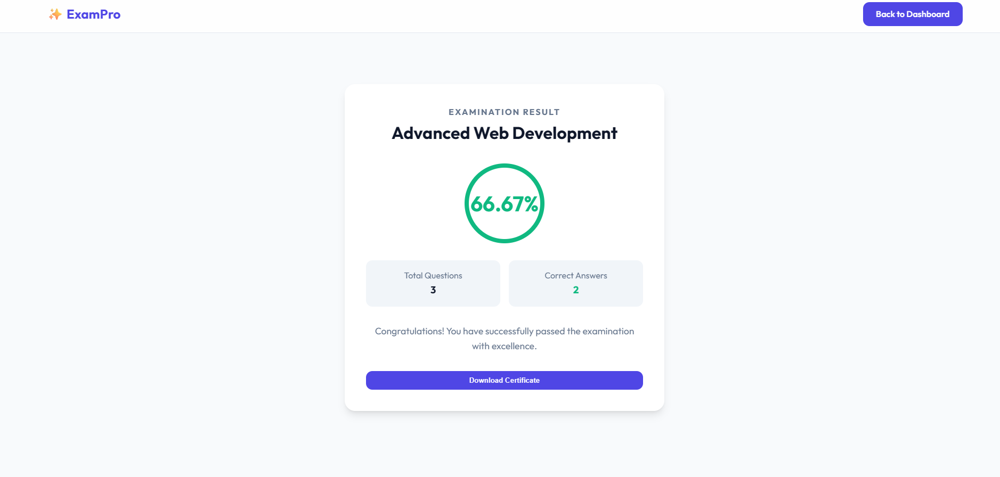 ✨ ExamPro
Back to Dashboard
EXAMINATION RESULT
Advanced Web Development
66.67%
Total Questions
3
Correct Answers
2
Congratulations! You have successfully passed the examination
with excellence.
Download Certificate